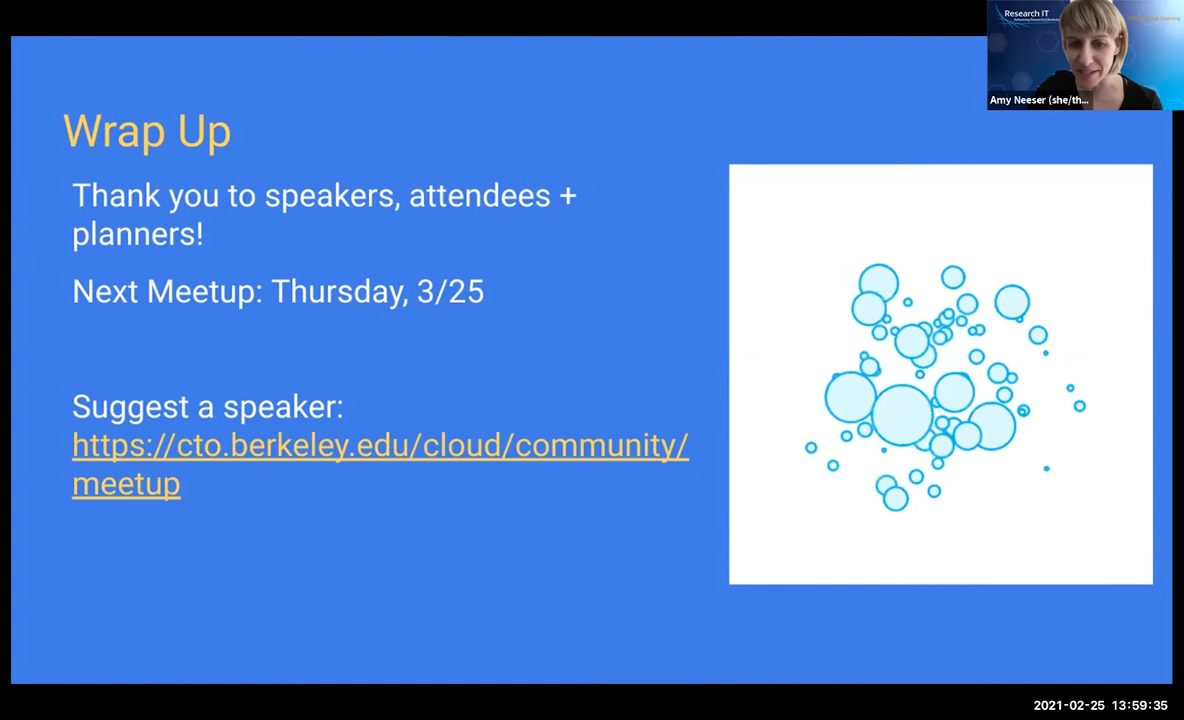 Research IT
Amy Neeser (she/th...
Wrap Up
Thank you to speakers, attendees +
planners!
Next Meetup: Thursday, 3/25
Suggest a speaker:
https://cto.berkeley.edu/cloud/community/
meetup
2021-02-25 13:59:35